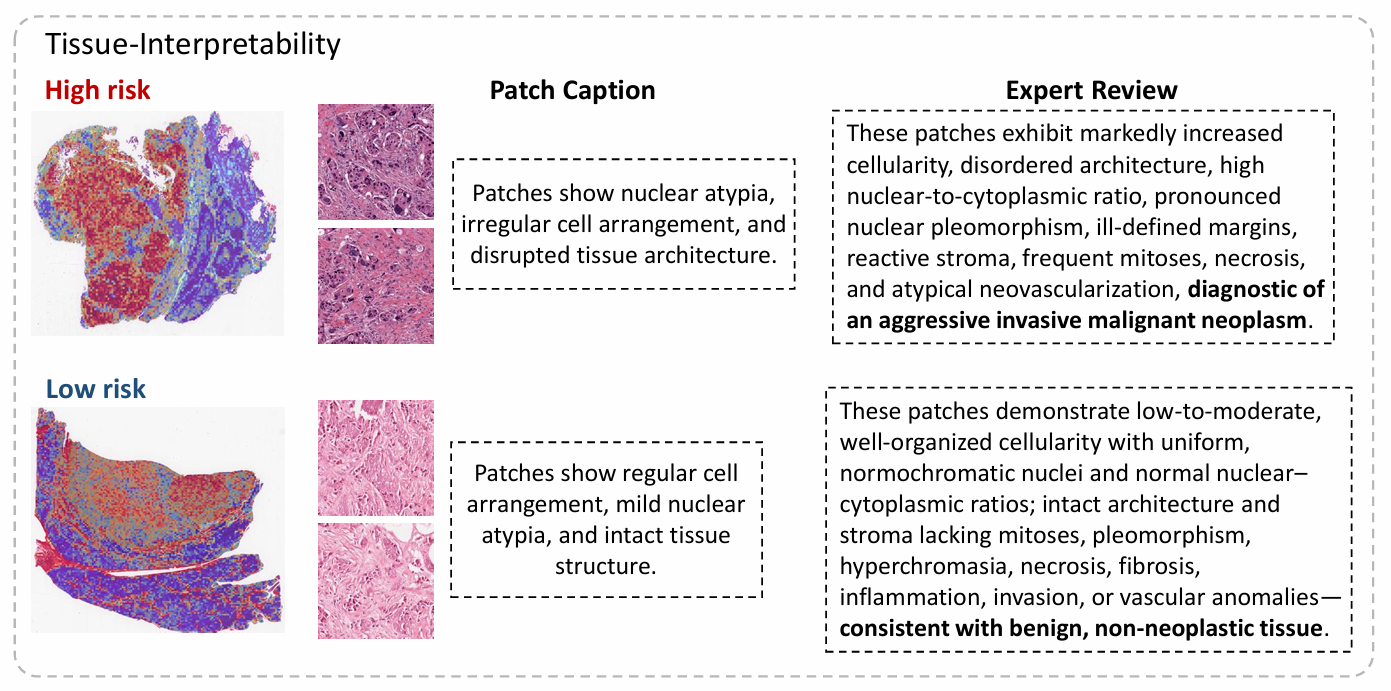 Tissue-Interpretability
High risk
Patch Caption
Expert Review
Patches show nuclear atypia,
irregular cell arrangement, and
disrupted tissue architecture.
These patches exhibit markedly increased
cellularity, disordered architecture, high
nuclear-to-cytoplasmic ratio, pronounced
nuclear pleomorphism, ill-defined margins,
reactive stroma, frequent mitoses, necrosis,
and atypical neovascularization, diagnostic of
an aggressive invasive malignant neoplasm.
Low risk
Patches show regular cell
arrangement, mild nuclear
atypia, and intact tissue
structure.
These patches demonstrate low-to-moderate,
well-organized cellularity with uniform,
normochromatic nuclei and normal nuclear–
cytoplasmic ratios; intact architecture and
stroma lacking mitoses, pleomorphism,
hyperchromasia, necrosis, fibrosis,
inflammation, invasion, or vascular anomalies—
consistent with benign, non-neoplastic tissue.